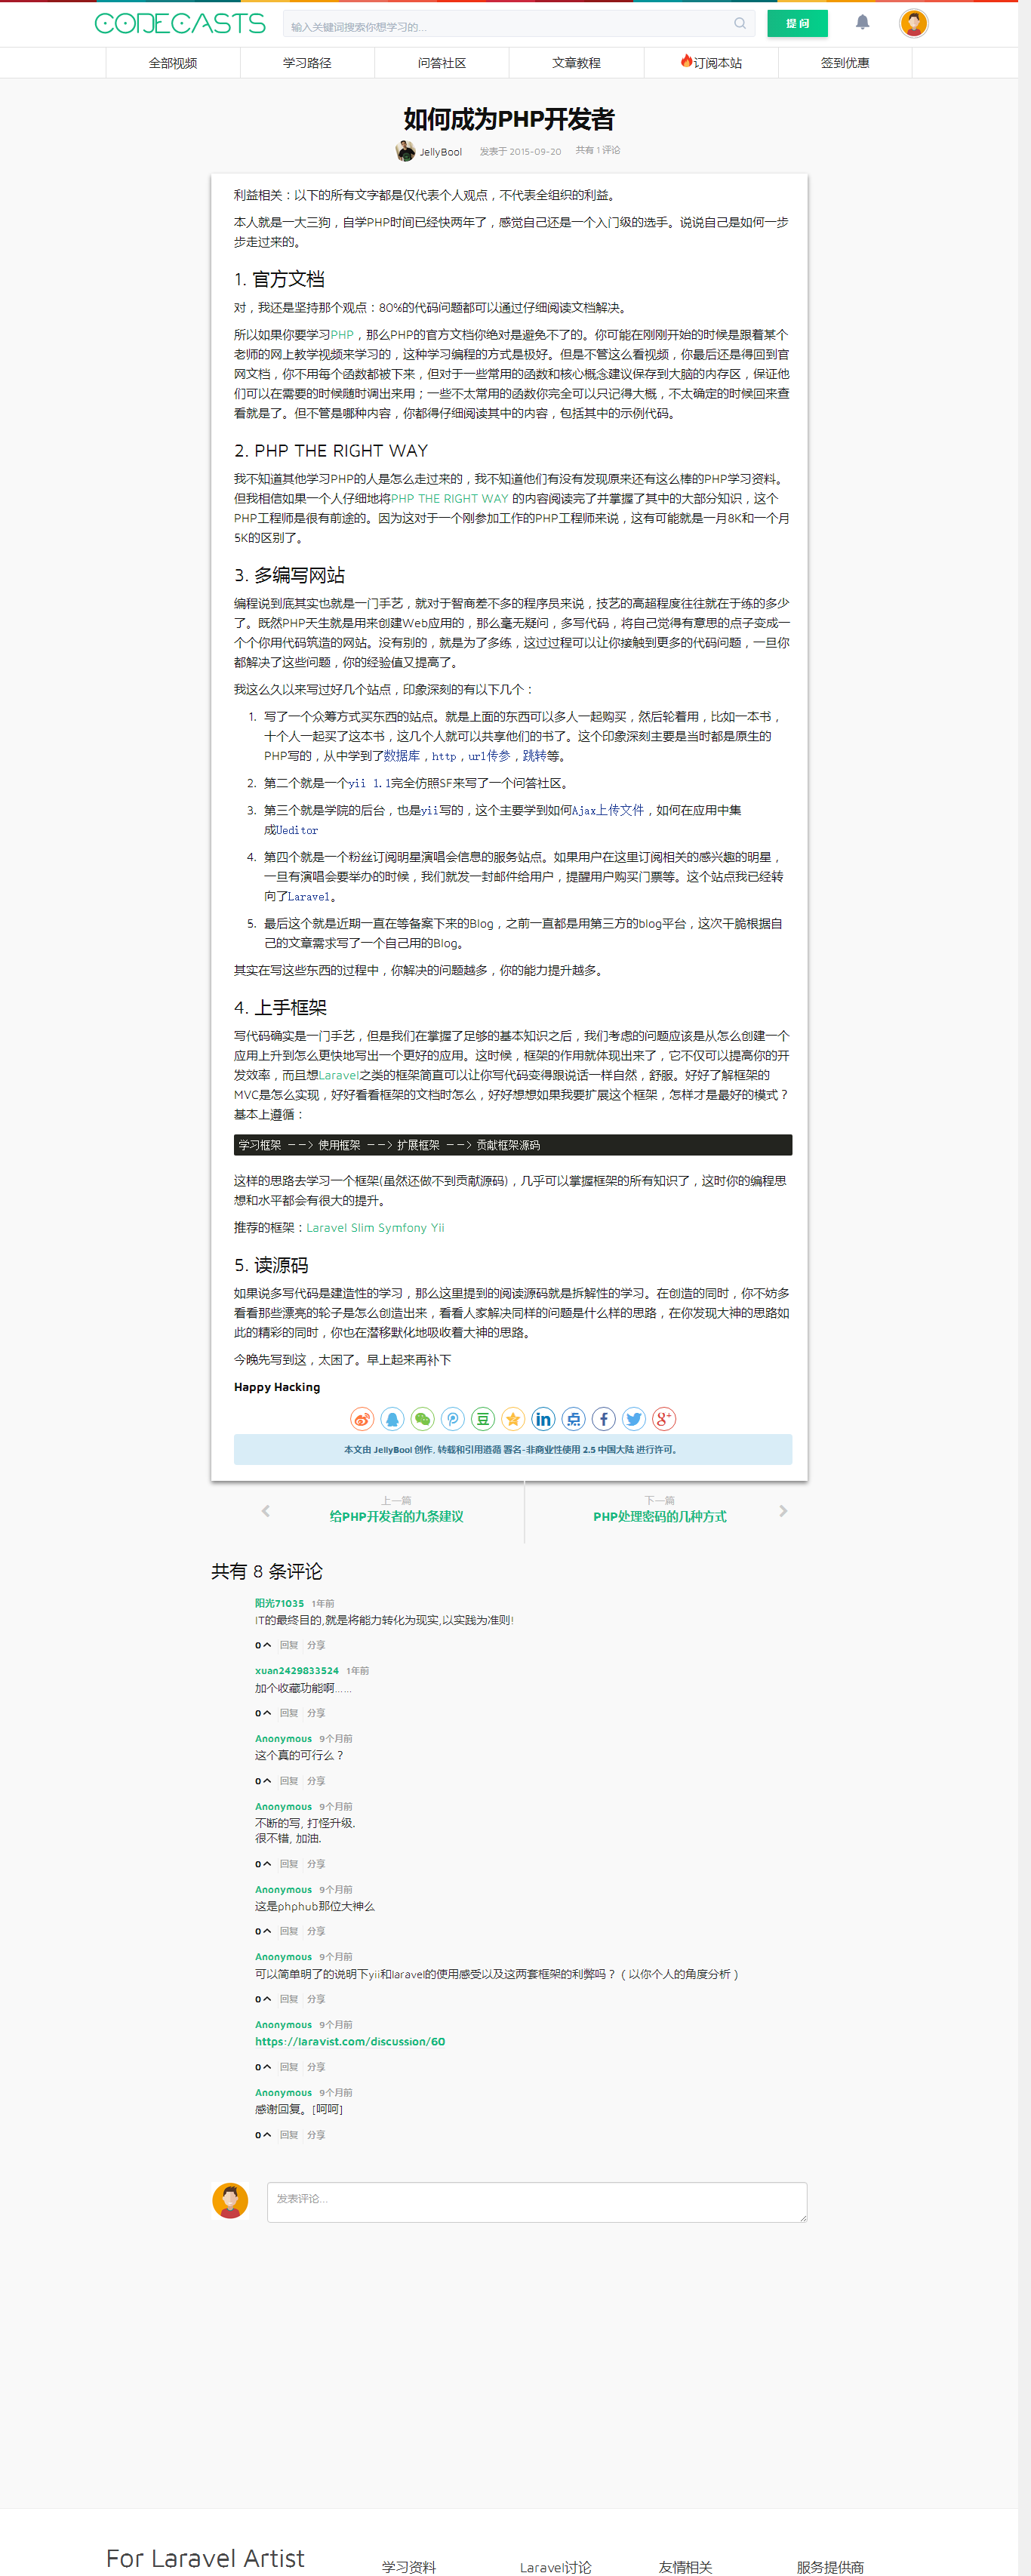 CODECASTS
输入关键词搜索你想学习的...
提 问
全部视频
学习路径
问答社区
文章教程
订阅本站
签到优惠
如何成为PHP开发者
JellyBool 发表于 2015-09-20 共有 1 评论
利益相关：以下的所有文字都是仅代表个人观点，不代表全组织的利益。
本人就是一大三狗，自学PHP时间已经快两年了，感觉自己还是一个入门级的选手。说说自己是如何一步
步走过来的。
1. 官方文档
对，我还是坚持那个观点：80%的代码问题都可以通过仔细阅读文档解决。
所以如果你要学习PHP，那么PHP的官方文档你绝对是避免不了的。你可能在刚刚开始的时候是跟着某个
老师的网上教学视频来学习的，这种学习编程的方式是极好。但是不管这么看视频，你最后还是得回到官
网文档，你不用每个函数都被下来，但对于一些常用的函数和核心概念建议保存到大脑的内存区，保证他
们可以在需要的时候随时调出来用；一些不太常用的函数你完全可以只记得大概，不太确定的时候回来查
看就是了。但不管是哪种内容，你都得仔细阅读其中的内容，包括其中的示例代码。
2. PHP THE RIGHT WAY
我不知道其他学习PHP的人是怎么走过来的，我不知道他们有没有发现原来还有这么棒的PHP学习资料。
但我相信如果一个人仔细地将PHP THE RIGHT WAY 的内容阅读完了并掌握了其中的大部分知识，这个
PHP工程师是很有前途的。因为这对于一个刚参加工作的PHP工程师来说，这有可能就是一月8K和一个月
5K的区别了。
3. 多编写网站
编程说到底其实也就是一门手艺，就对于智商差不多的程序员来说，技艺的高超程度往往就在于练的多少
了。既然PHP天生就是用来创建Web应用的，那么毫无疑问，多写代码，将自己觉得有意思的点子变成一
个个你用代码筑造的网站。没有别的，就是为了多练，这过过程可以让你接触到更多的代码问题，一旦你
都解决了这些问题，你的经验值又提高了。
我这么久以来写过好几个站点，印象深刻的有以下几个：
1. 写了一个众筹方式买东西的站点。就是上面的东西可以多人一起购买，然后轮着用，比如一本书，
十个人一起买了这本书，这几个人就可以共享他们的书了。这个印象深刻主要是当时都是原生的
PHP写的，从中学到了数据库，http，url传参，跳转等。
2. 第二个就是一个yii 1.1完全仿照SF来写了一个问答社区。
3. 第三个就是学院的后台，也是yii写的，这个主要学到如何Ajax上传文件，如何在应用中集
成Ueditor
4. 第四个就是一个粉丝订阅明星演唱会信息的服务站点。如果用户在这里订阅相关的感兴趣的明星，
一旦有演唱会要举办的时候，我们就发一封邮件给用户，提醒用户购买门票等。这个站点我已经转
向了Laravel。
5. 最后这个就是近期一直在等备案下来的Blog，之前一直都是用第三方的blog平台，这次干脆根据自
己的文章需求写了一个自己用的Blog。
其实在写这些东西的过程中，你解决的问题越多，你的能力提升越多。
4. 上手框架
写代码确实是一门手艺，但是我们在掌握了足够的基本知识之后，我们考虑的问题应该是从怎么创建一个
应用上升到怎么更快地写出一个更好的应用。这时候，框架的作用就体现出来了，它不仅可以提高你的开
发效率，而且想Laravel之类的框架简直可以让你写代码变得跟说话一样自然，舒服。好好了解框架的
MVC是怎么实现，好好看看框架的文档时怎么，好好想想如果我要扩展这个框架，怎样才是最好的模式？
基本上遵循：
学习框架 --> 使用框架 --> 扩展框架 --> 贡献框架源码
这样的思路去学习一个框架(虽然还做不到贡献源码)，几乎可以掌握框架的所有知识了，这时你的编程思
想和水平都会有很大的提升。
推荐的框架：Laravel Slim Symfony Yii
5. 读源码
如果说多写代码是建造性的学习，那么这里提到的阅读源码就是拆解性的学习。在创造的同时，你不妨多
看看那些漂亮的轮子是怎么创造出来，看看人家解决同样的问题是什么样的思路，在你发现大神的思路如
此的精彩的同时，你也在潜移默化地吸收着大神的思路。
今晚先写到这，太困了。早上起来再补下
Happy Hacking
豆 in 点 f g+
本文由 JellyBool 创作, 转载和引用遵循 署名-非商业性使用 2.5 中国大陆 进行许可。
上一篇
给PHP开发者的九条建议
下一篇
PHP处理密码的几种方式
共有 8 条评论
阳光71035 1年前
IT的最终目的,就是将能力转化为现实,以实践为准则!
0 回复 分享
xuan2429833524 1年前
加个收藏功能啊......
0 回复 分享
Anonymous 9个月前
这个真的可行么？
0 回复 分享
Anonymous 9个月前
不断的写, 打怪升级.
很不错, 加油.
0 回复 分享
Anonymous 9个月前
这是phphub那位大神么
0 回复 分享
Anonymous 9个月前
可以简单明了的说明下yii和laravel的使用感受以及这两套框架的利弊吗？（以你个人的角度分析）
0 回复 分享
Anonymous 9个月前
https://laravist.com/discussion/60
0 回复 分享
Anonymous 9个月前
感谢回复。[呵呵]
0 回复 分享
发表评论...
For Laravel Artist
学习资料
Laravel讨论
友情相关
服务提供商